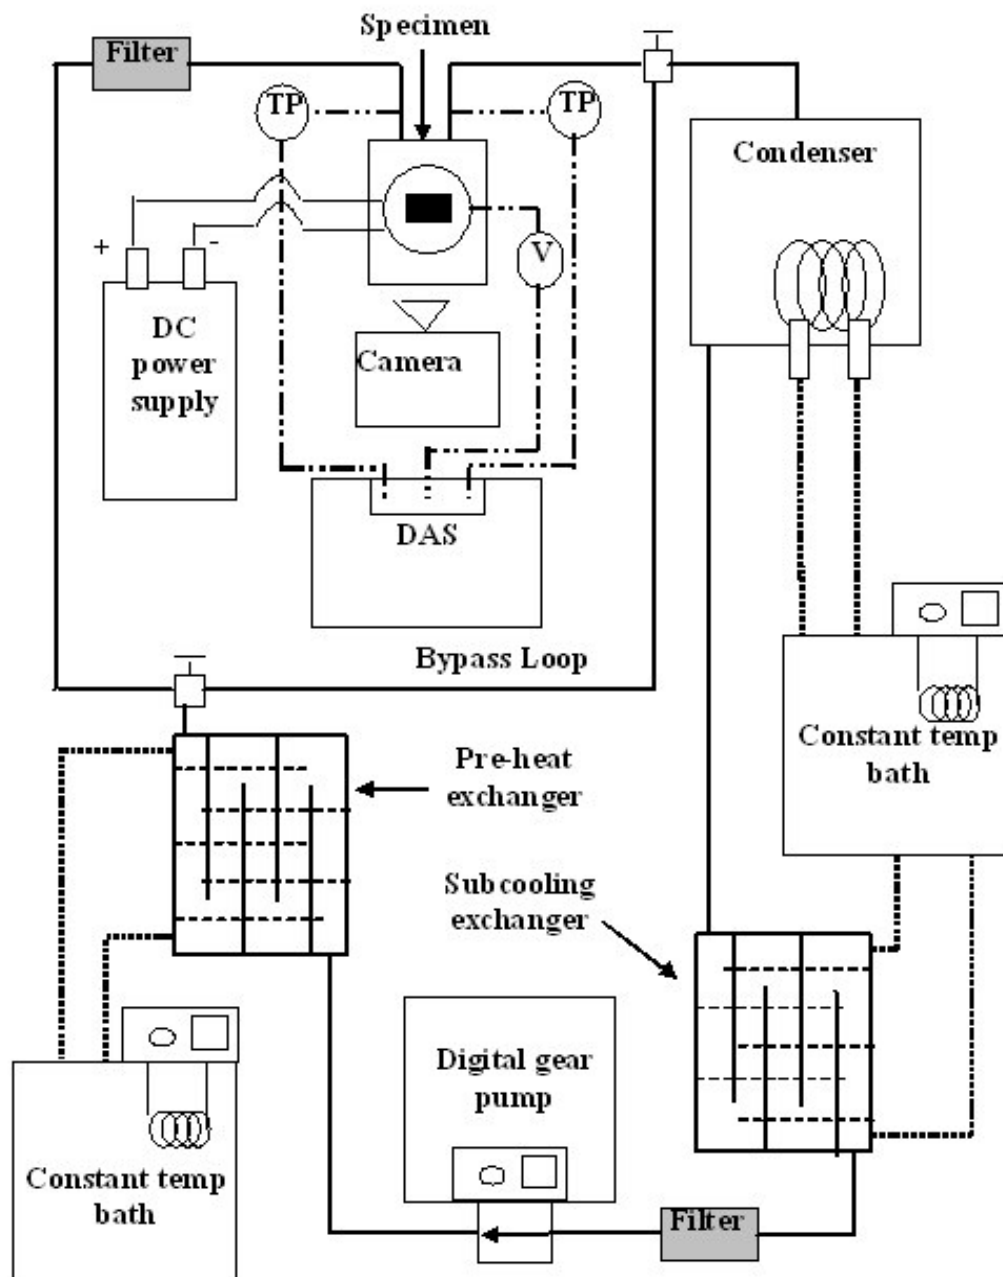 Specimen
Filter
TP
TP
Condenser
+
-
V
DC
power
supply
Camera
DAS
Bypass Loop
Constant temp
bath
Pre-heat
exchanger
Subcooling
exchanger
Digital gear
pump
Constant temp
bath
Filter